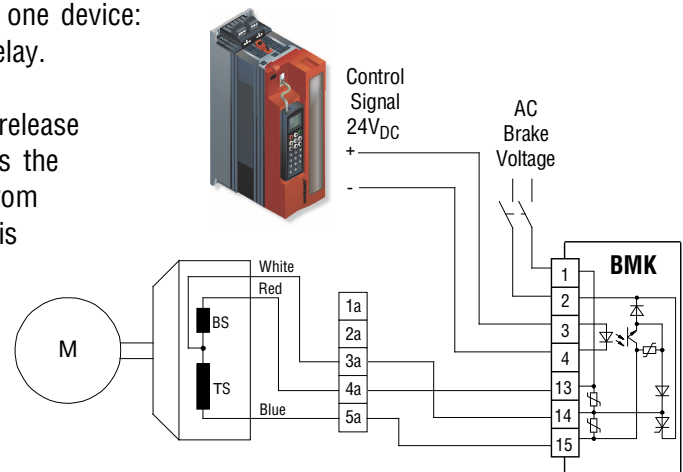 one device:
elay.
release
s the
rom
is
Control
Signal
24VDC
+
-
AC
Brake
Voltage
BMK
1
2
3
4
13
14
15
White
Red
Blue
BS
TS
M
1a
2a
3a
4a
5a